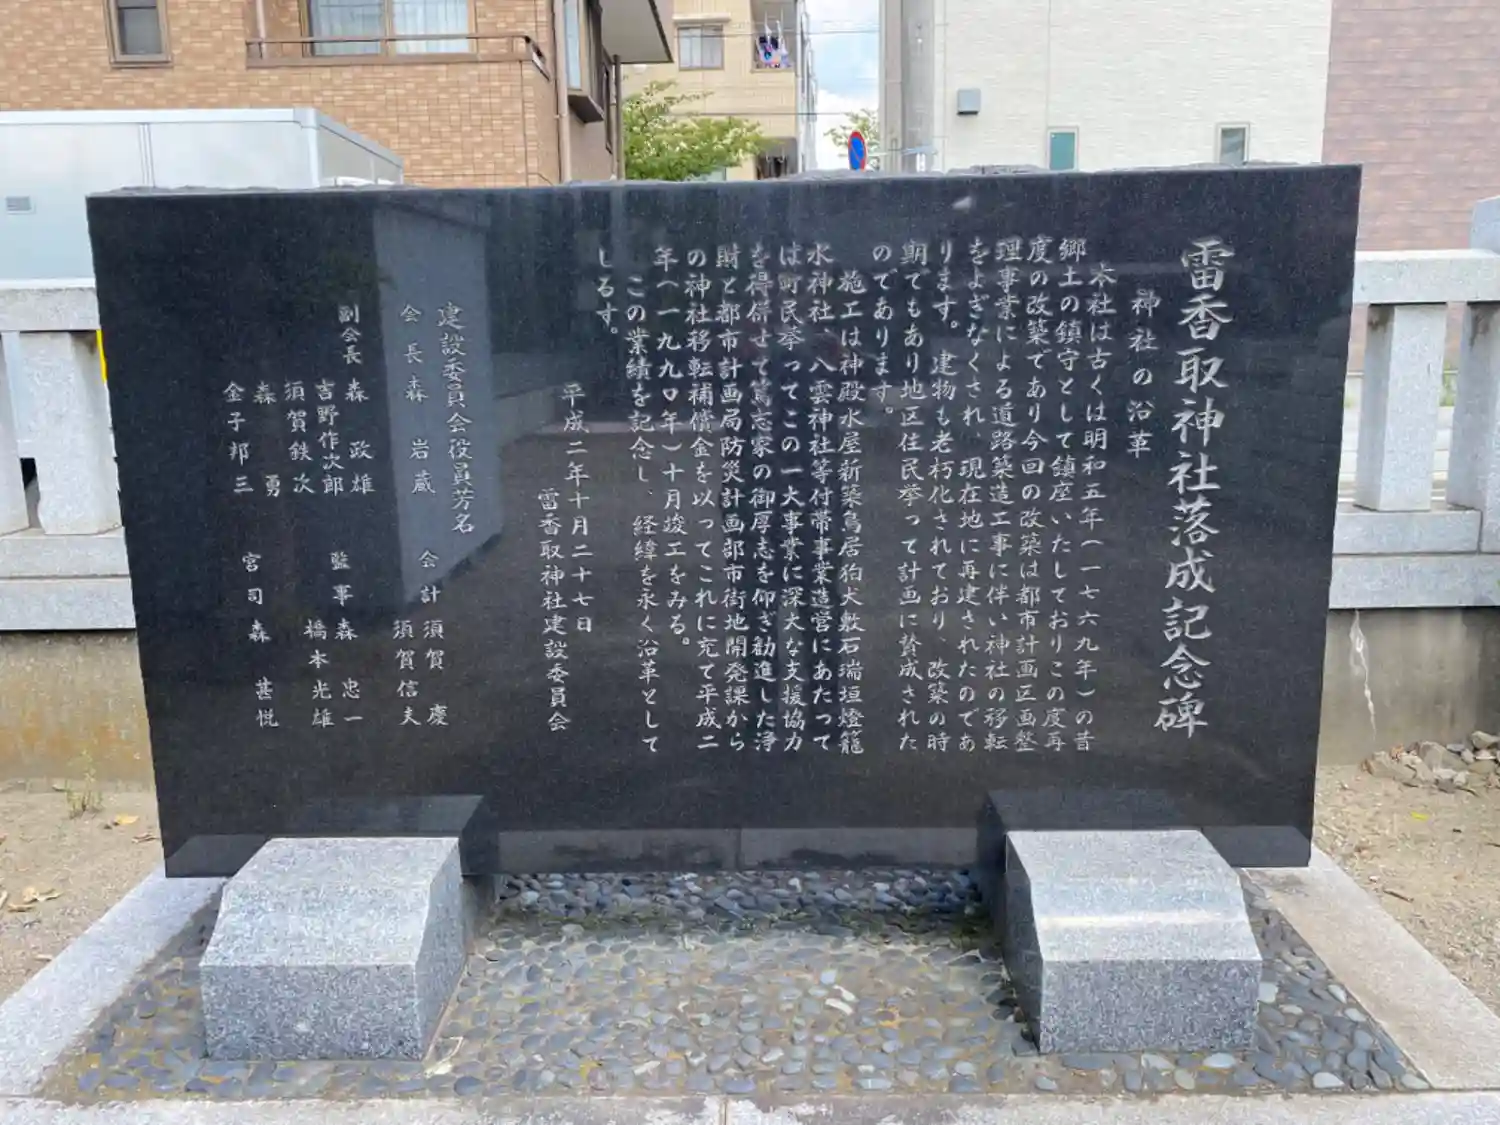 雷香取神社落成記念碑
神社の沿革
本社は古くは明和五年(一七六九年)の昔
郷土の鎮守として鎮座いたしておりこの度再
度の改築であり今回の改築は都市計画区画整
理事業による道路築造工事に伴い神社の移転
をよぎなくされ、現在地に再建されたのであ
ります。建物も老朽化されており、改築の時
期でもあり地区住民挙って計画に賛成された
のであります。
施工は神殿水屋新築鳥居狛犬敷石瑞垣燈籠
水神社、八雲神社等付帯事業造営にあたって
は町民挙ってこの一大事業に深大な支援協力
を得併せて篤志家の御厚志を仰ぎ勧進した浄
財と都市計画局防災計画部市街地開発課から
の神社移転補償金を以ってこれに充て平成二
年(一九九〇年)十月竣工をみる。
この業績を記念し、経緯を永く沿革として
しるす。
平成二年十月二十七日
雷香取神社建設委員会
建設委員会役員芳名
会長 森 岩蔵
副会長 森 政雄
吉野作次郎
須賀鉄次
森 勇
金子邦三
会計 須賀 慶
須賀信夫
監事 森 忠一
橋本光雄
宮司 森 甚悦